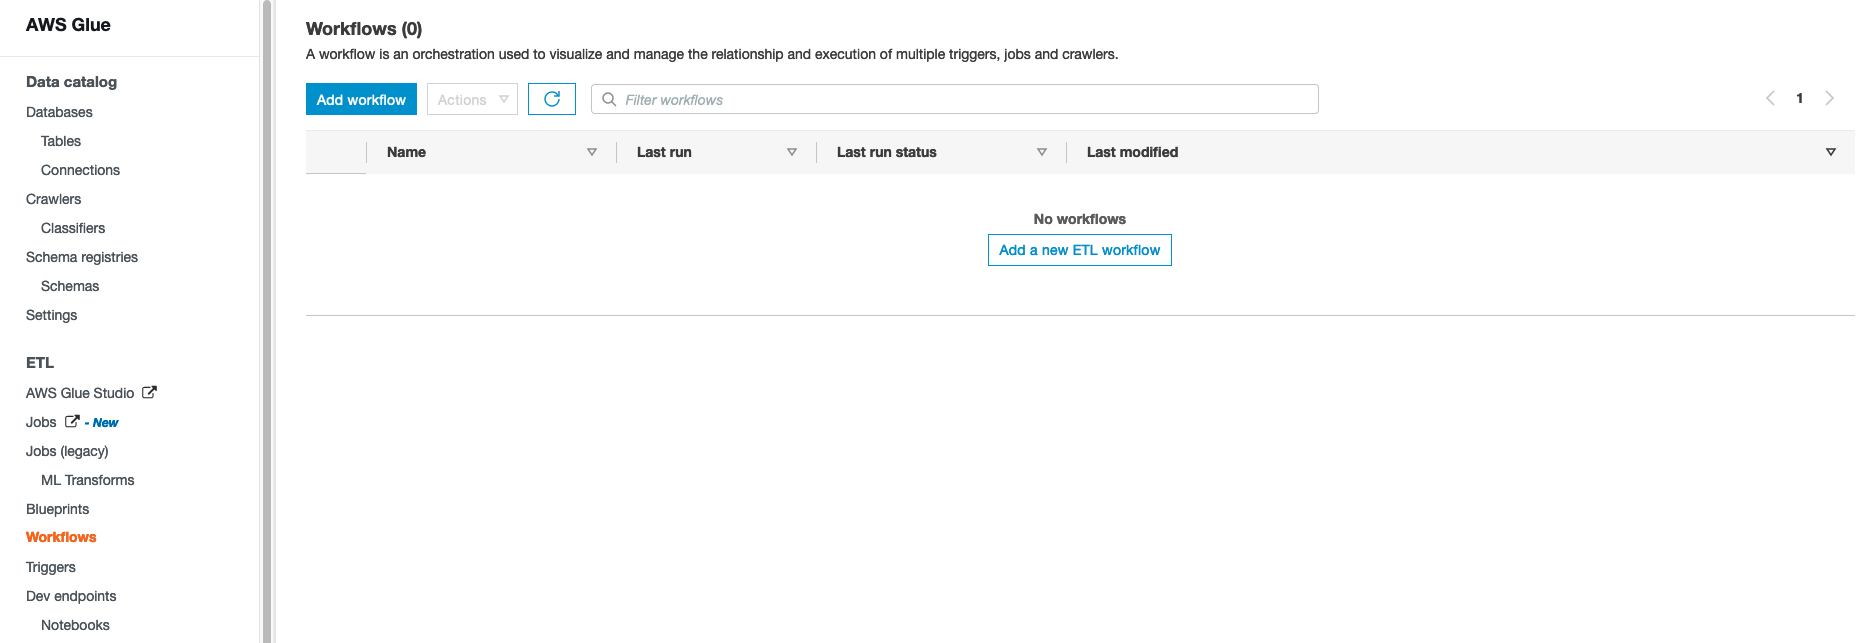 AWS Glue
Data catalog
Databases
Tables
Connections
Crawlers
Classifiers
Schema registries
Schemas
Settings
ETL
AWS Glue Studio
Jobs - New
Jobs (legacy)
ML Transforms
Blueprints
Workflows
Triggers
Dev endpoints
Notebooks
Workflows (0)
A workflow is an orchestration used to visualize and manage the relationship and execution of multiple triggers, jobs and crawlers.
Add workflow Actions Filter workflows 1
Name Last run Last run status Last modified
No workflows
Add a new ETL workflow